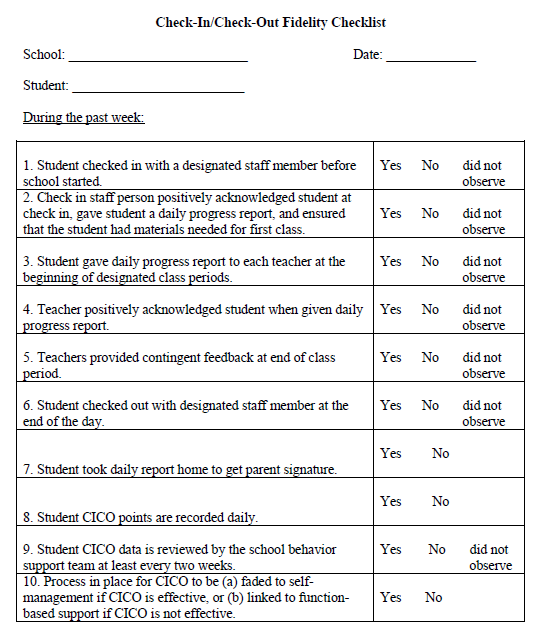 Check-In/Check-Out Fidelity Checklist
School: ___________________________ Date: ______________
Student: __________________________
During the past week:
1. Student checked in with a designated staff member before
school started.
Yes No did not
observe
2. Check in staff person positively acknowledged student at
check in, gave student a daily progress report, and ensured
that the student had materials needed for first class.
Yes No did not
observe
3. Student gave daily progress report to each teacher at the
beginning of designated class periods.
Yes No did not
observe
4. Teacher positively acknowledged student when given daily
progress report.
Yes No did not
observe
5. Teachers provided contingent feedback at end of class
period.
Yes No did not
observe
6. Student checked out with designated staff member at the
end of the day.
Yes No did not
observe
7. Student took daily report home to get parent signature.
Yes No
8. Student CICO points are recorded daily.
Yes No
9. Student CICO data is reviewed by the school behavior
support team at least every two weeks.
Yes No did not
observe
10. Process in place for CICO to be (a) faded to self-
management if CICO is effective, or (b) linked to function-
based support if CICO is not effective.
Yes No